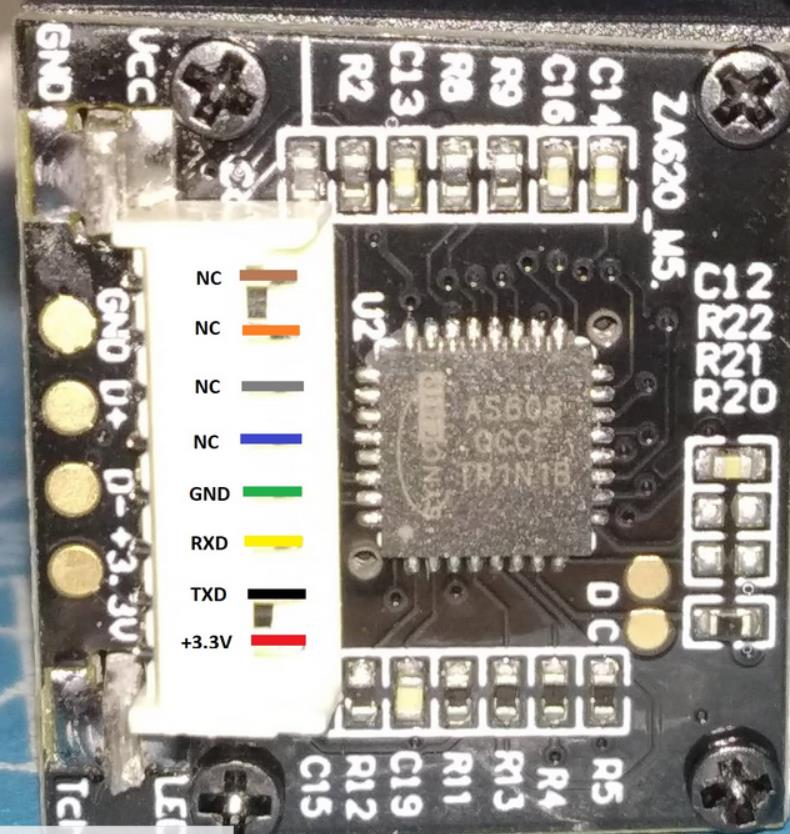 GND
VCC
R2
C13
R8
R9
C16
C14
ZA620_M5.
NC
NC
NC
NC
GND
RXD
TXD
+3.3V
GND
D+
D-
+3.3V
U2
AS608
QCCF
TR1N1B
C12
R22
R21
R20
D
C
C15
R12
C19
R11
R13
R4
R5